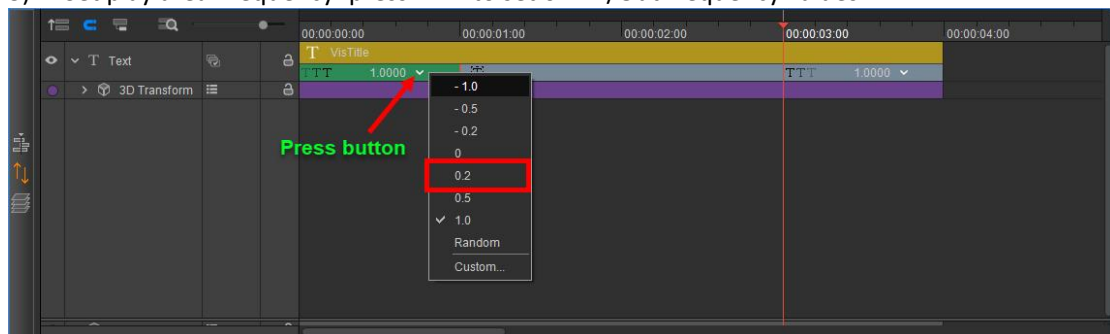 00:00:00:00 00:00:01:00 00:00:02:00 00:00:03:00 00:00:04:00
T VisTitle
T Text
TTT 1.0000
TTT 1.0000
3D Transform
- 1.0
- 0.5
- 0.2
Press button
0
0.2
0.5
1.0
Random
Custom...